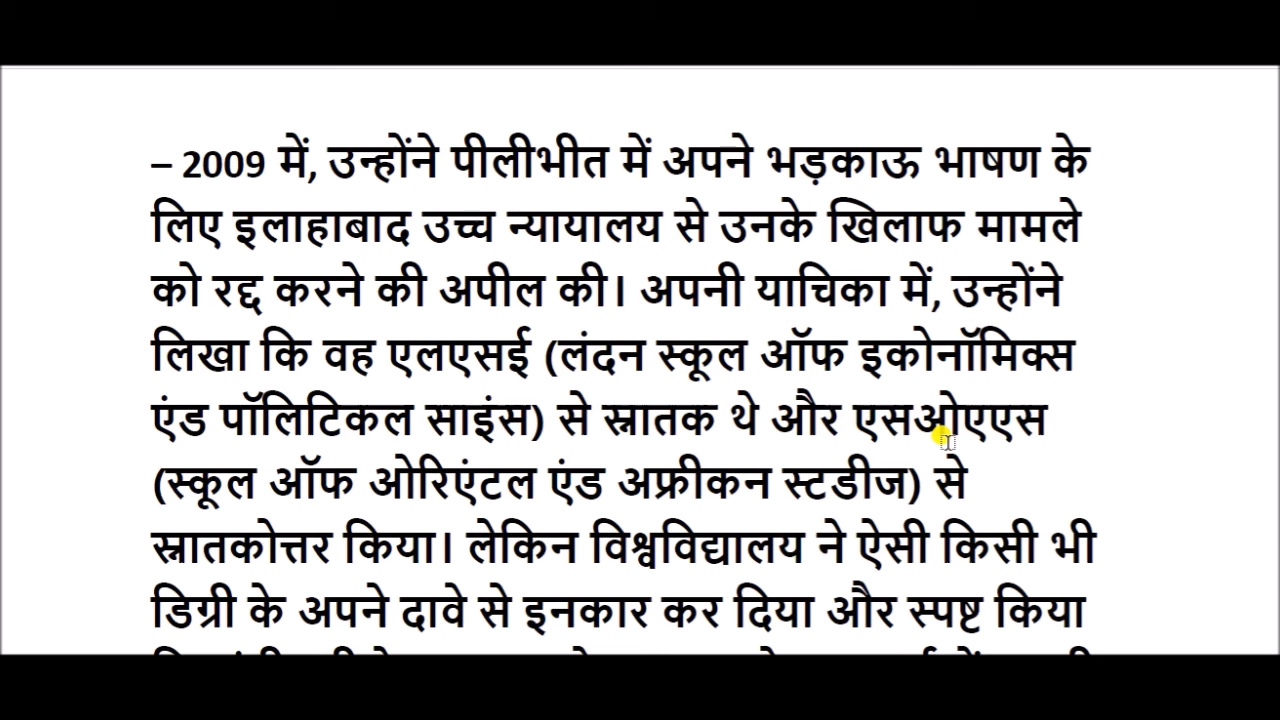 – 2009 में, उन्होंने पीलीभीत में अपने भड़काऊ भाषण के
लिए इलाहाबाद उच्च न्यायालय से उनके खिलाफ मामले
को रद्द करने की अपील की। अपनी याचिका में, उन्होंने
लिखा कि वह एलएसई (लंदन स्कूल ऑफ इकोनॉमिक्स
एंड पॉलिटिकल साइंस) से स्नातक थे और एसओएएस
(स्कूल ऑफ ओरिएंटल एंड अफ्रीकन स्टडीज) से
स्नातकोत्तर किया। लेकिन विश्वविद्यालय ने ऐसी किसी भी
डिग्री के अपने दावे से इनकार कर दिया और स्पष्ट किया